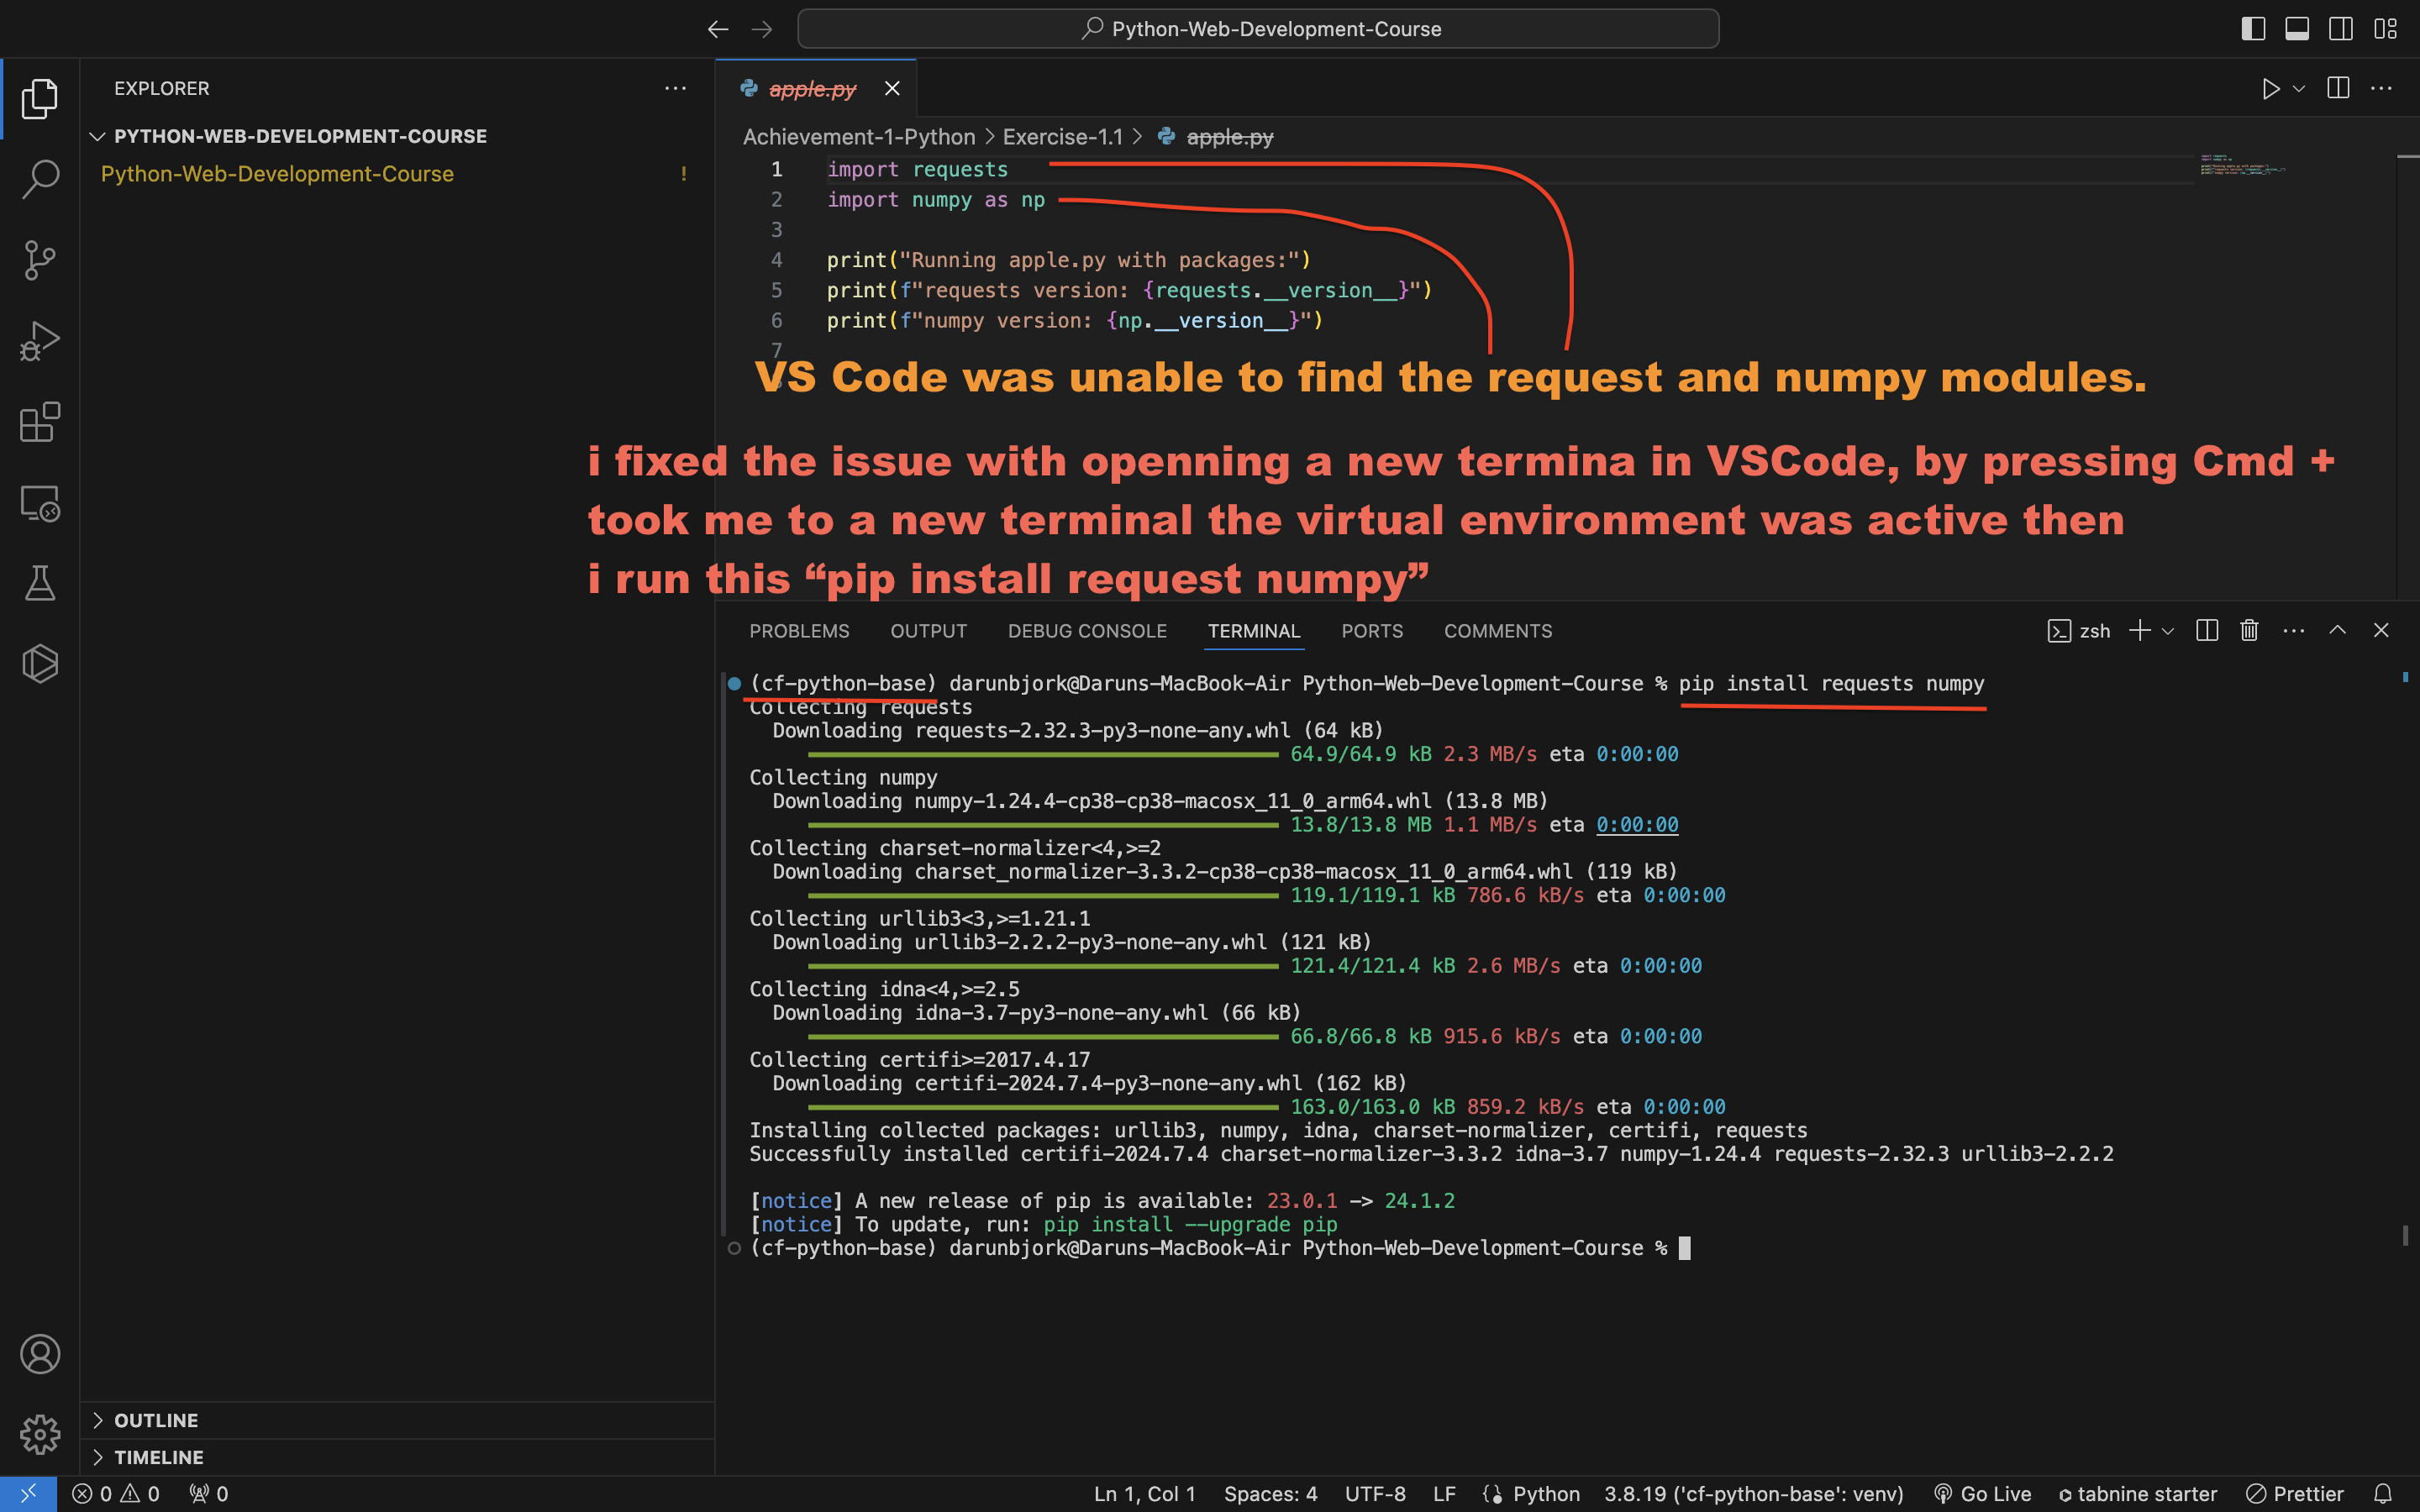 Python-Web-Development-Course
EXPLORER
PYTHON-WEB-DEVELOPMENT-COURSE
Python-Web-Development-Course !
OUTLINE
TIMELINE
apple.py
Achievement-1-Python > Exercise-1.1 > apple.py
1 import requests
2 import numpy as np
3
4 print("Running apple.py with packages:")
5 print(f"requests version: {requests.__version__}")
6 print(f"numpy version: {np.__version__}")
7
VS Code was unable to find the request and numpy modules.
i fixed the issue with openning a new termina in VSCode, by pressing Cmd +
took me to a new terminal the virtual environment was active then
i run this “pip install request numpy”
PROBLEMS OUTPUT DEBUG CONSOLE TERMINAL PORTS COMMENTS zsh
(cf-python-base) darunbjork@Daruns-MacBook-Air Python-Web-Development-Course % pip install requests numpy
Collecting requests
Downloading requests-2.32.3-py3-none-any.whl (64 kB)
64.9/64.9 kB 2.3 MB/s eta 0:00:00
Collecting numpy
Downloading numpy-1.24.4-cp38-cp38-macosx_11_0_arm64.whl (13.8 MB)
13.8/13.8 MB 1.1 MB/s eta 0:00:00
Collecting charset-normalizer<4,>=2
Downloading charset_normalizer-3.3.2-cp38-cp38-macosx_11_0_arm64.whl (119 kB)
119.1/119.1 kB 786.6 kB/s eta 0:00:00
Collecting urllib3<3,>=1.21.1
Downloading urllib3-2.2.2-py3-none-any.whl (121 kB)
121.4/121.4 kB 2.6 MB/s eta 0:00:00
Collecting idna<4,>=2.5
Downloading idna-3.7-py3-none-any.whl (66 kB)
66.8/66.8 kB 915.6 kB/s eta 0:00:00
Collecting certifi>=2017.4.17
Downloading certifi-2024.7.4-py3-none-any.whl (162 kB)
163.0/163.0 kB 859.2 kB/s eta 0:00:00
Installing collected packages: urllib3, numpy, idna, charset-normalizer, certifi, requests
Successfully installed certifi-2024.7.4 charset-normalizer-3.3.2 idna-3.7 numpy-1.24.4 requests-2.32.3 urllib3-2.2.2
[notice] A new release of pip is available: 23.0.1 -> 24.1.2
[notice] To update, run: pip install --upgrade pip
(cf-python-base) darunbjork@Daruns-MacBook-Air Python-Web-Development-Course %
0 0 0 Ln 1, Col 1 Spaces: 4 UTF-8 LF Python 3.8.19 ('cf-python-base': venv) Go Live tabnine starter Prettier